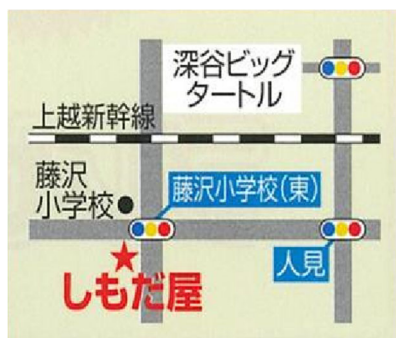 深谷ビッグ
タートル
上越新幹線
藤沢
小学校
藤沢小学校(東)
人見
しもだ屋